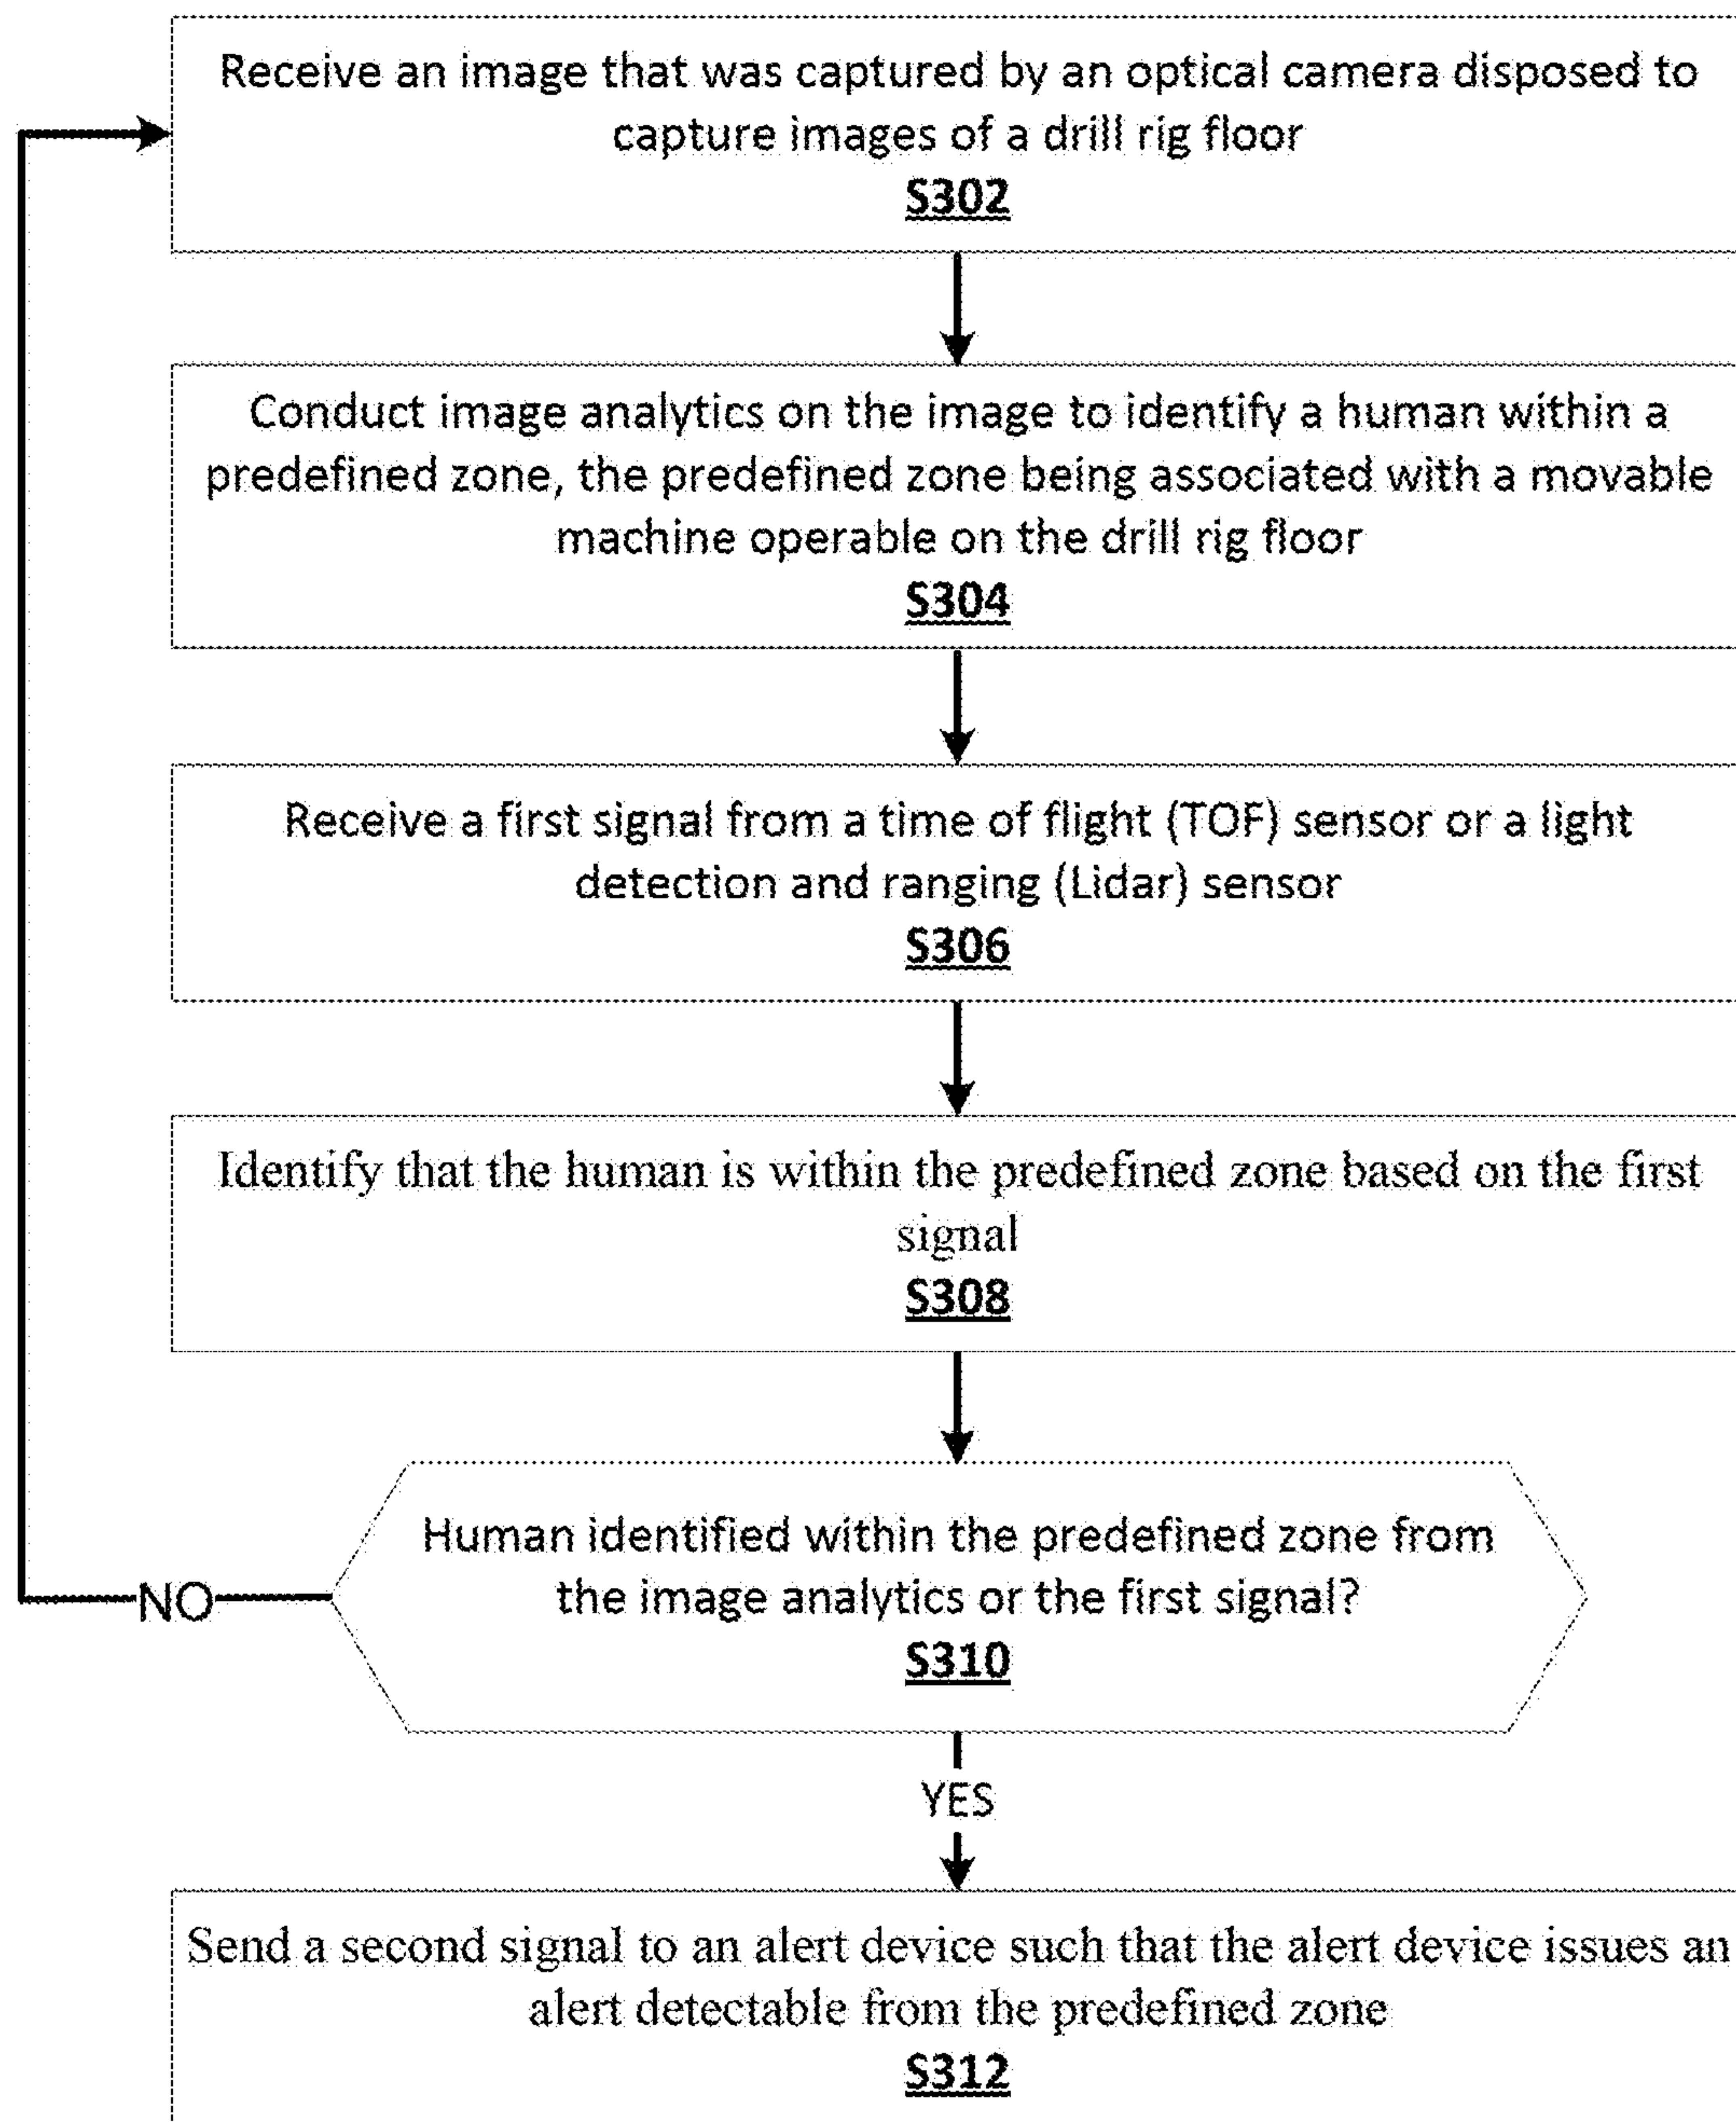 Receive an image that was captured by an optical camera disposed to
capture images of a drill rig floor
S302
Conduct image analytics on the image to identify a human within a
predefined zone, the predefined zone being associated with a movable
machine operable on the drill rig floor
S304
Receive a first signal from a time of flight (TOF) sensor or a light
detection and ranging (Lidar) sensor
S306
Identify that the human is within the predefined zone based on the first
signal
S308
Human identified within the predefined zone from
the image analytics or the first signal?
S310
NO
YES
Send a second signal to an alert device such that the alert device issues an
alert detectable from the predefined zone
S312